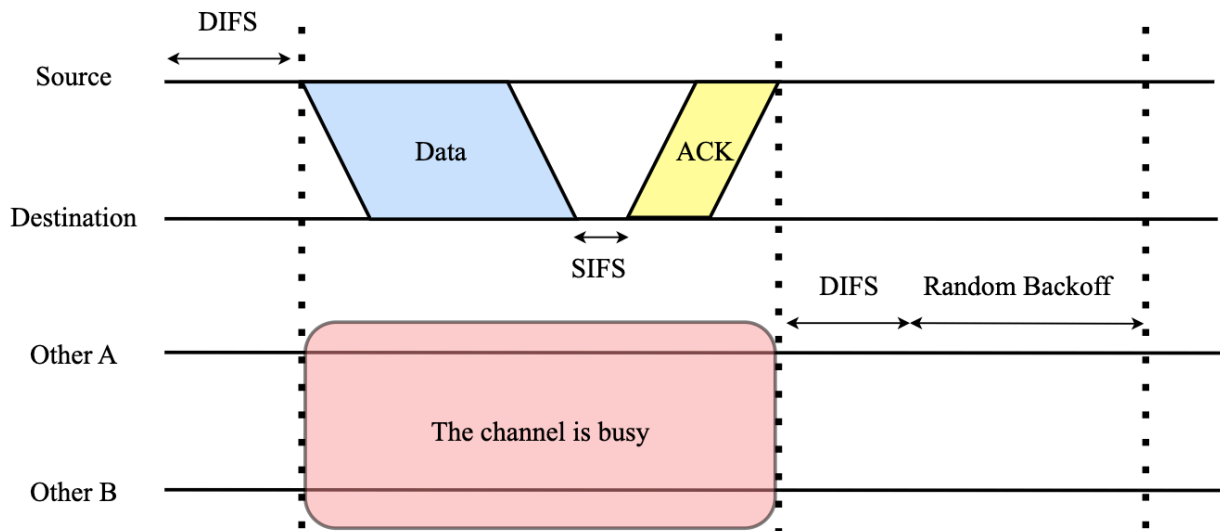 DIFS
Source
Data
ACK
Destination
SIFS
DIFS
Random Backoff
Other A
The channel is busy
Other B